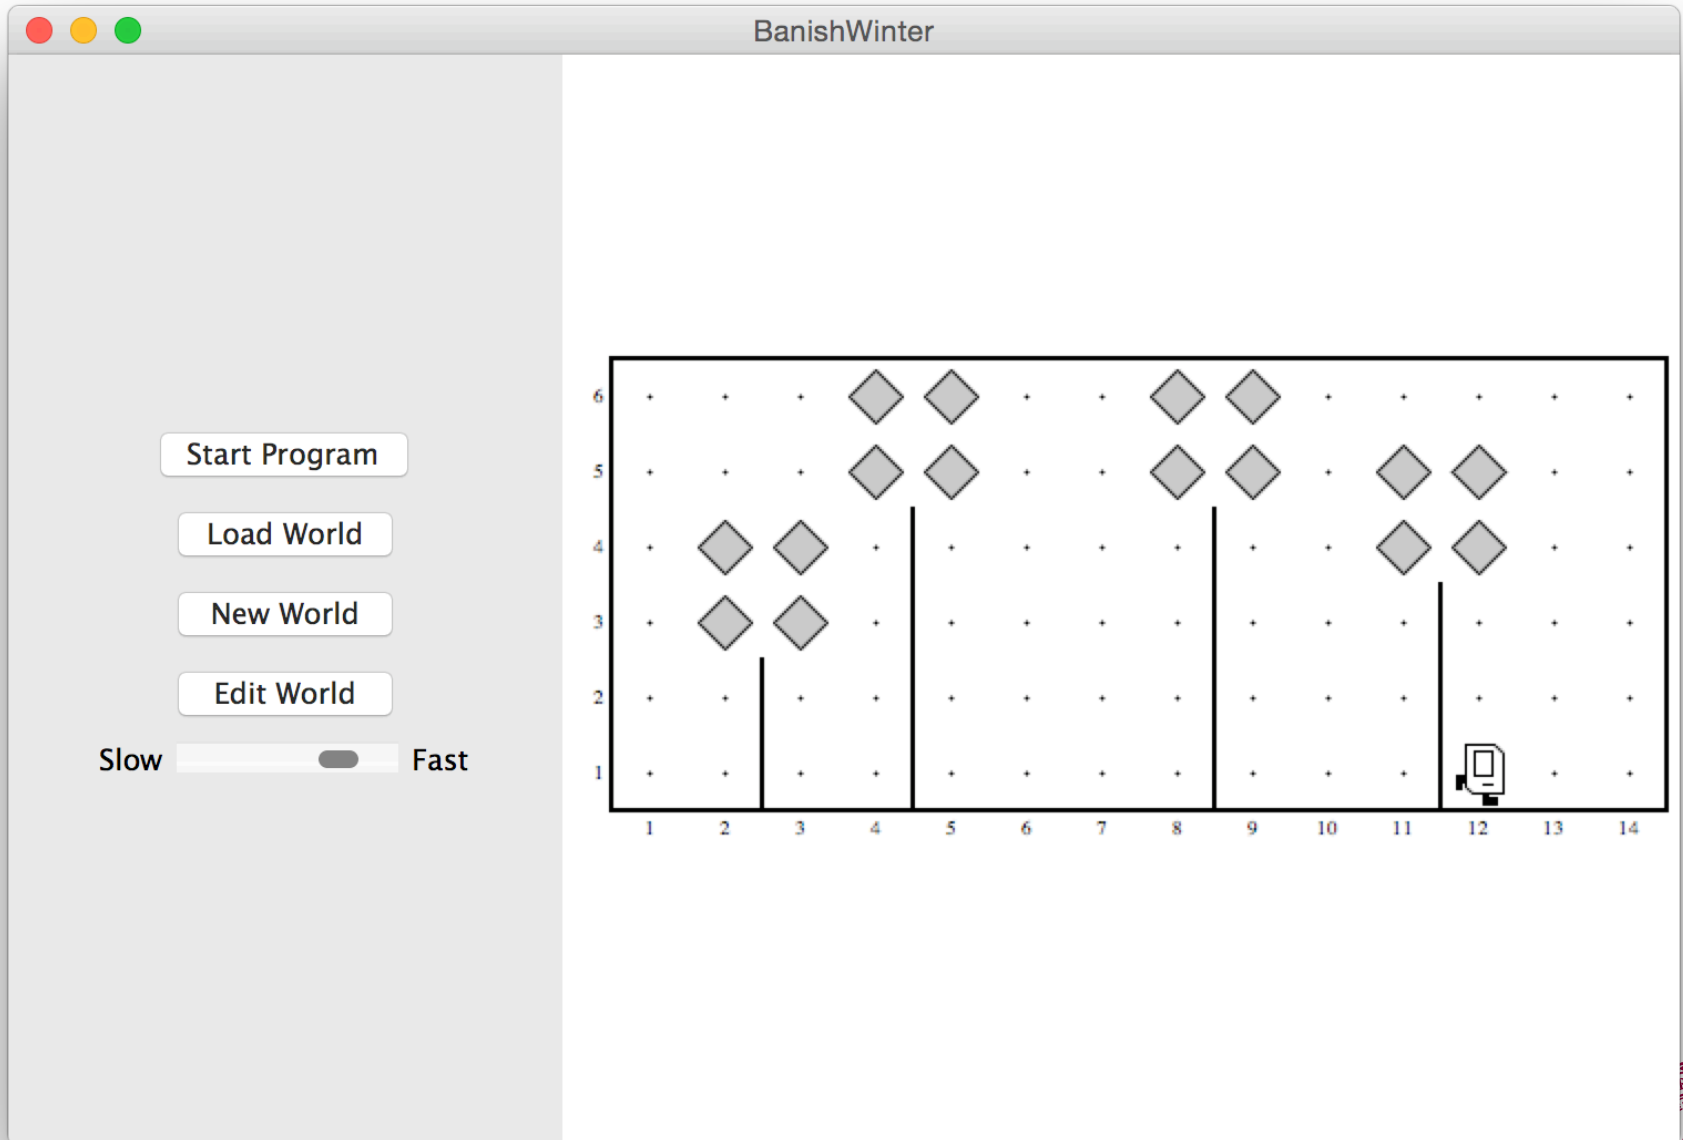 BanishWinter
Start Program
Load World
New World
Edit World
Slow Fast
6
5
4
3
2
1
1 2 3 4 5 6 7 8 9 10 11 12 13 14